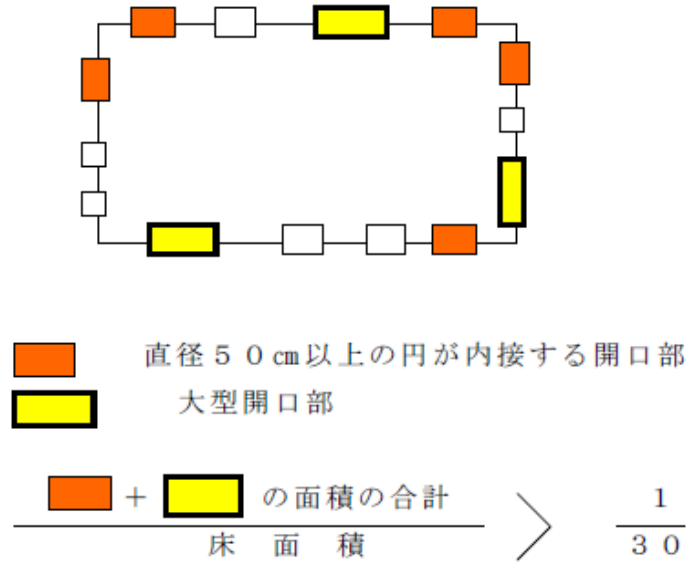 直径５０㎝以上の円が内接する開口部
大型開口部
＋ の面積の合計
床面積
＞
１
３０